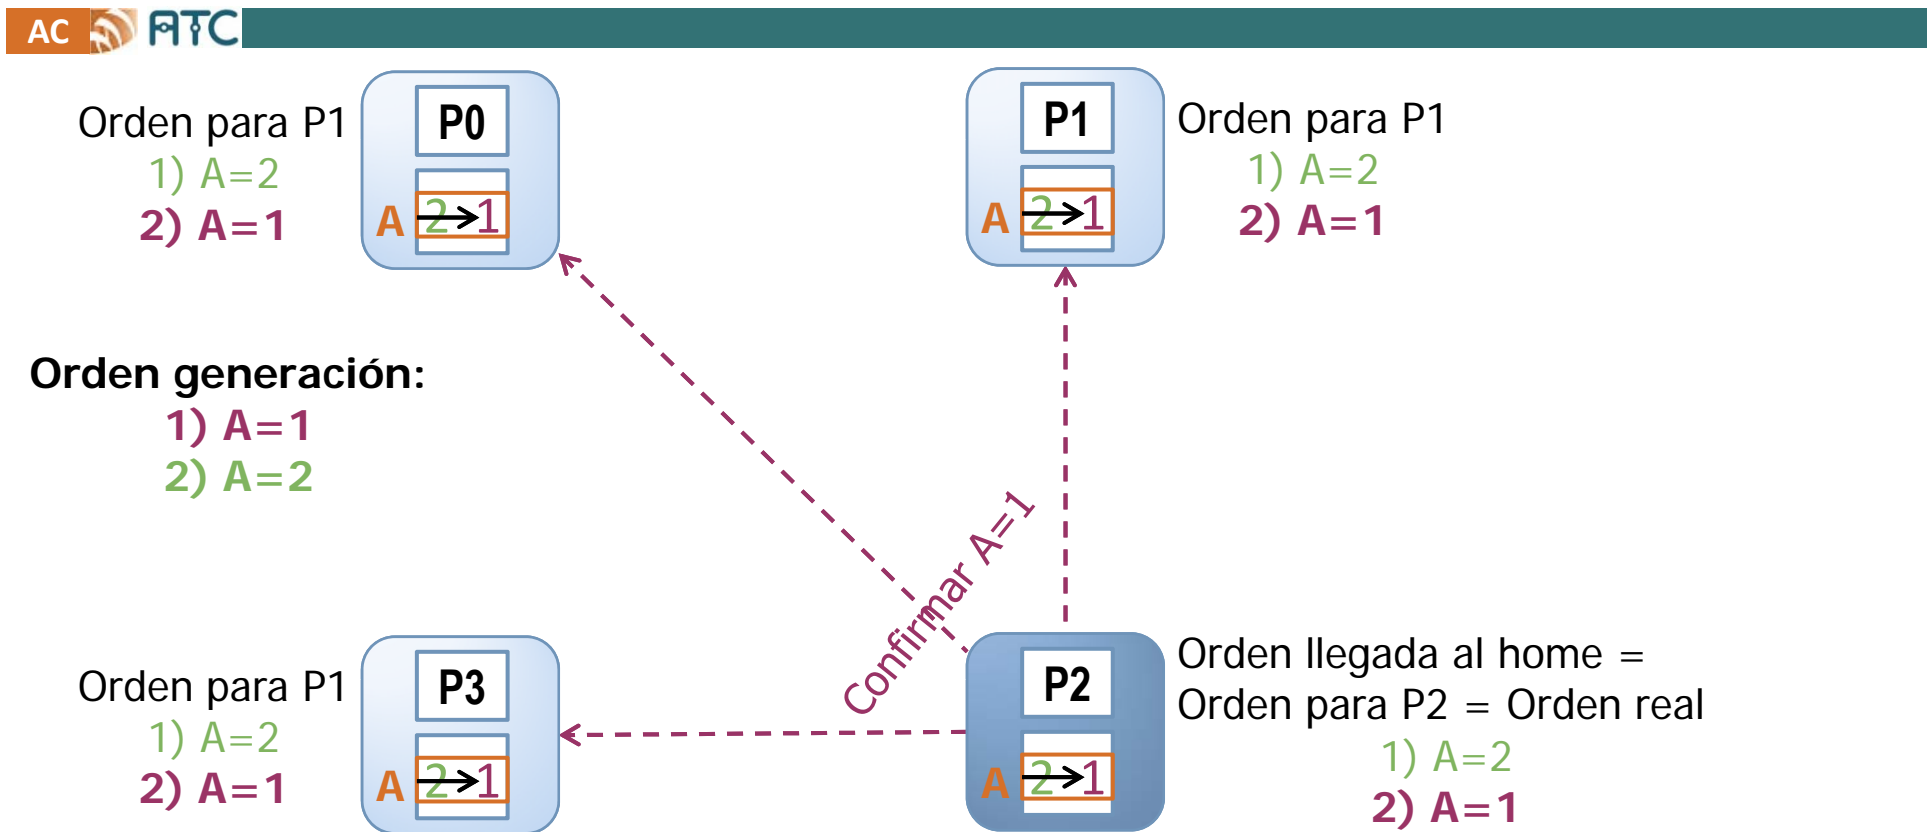 AC ATC
Orden para P1
1) A=2
2) A=1
P0
A 2→1
P1
A 2→1
Orden para P1
1) A=2
2) A=1
Orden generación:
1) A=1
2) A=2
Confirmar A=1
Orden para P1
1) A=2
2) A=1
P3
A 2→1
P2
A 2→1
Orden llegada al home =
Orden para P2 = Orden real
1) A=2
2) A=1